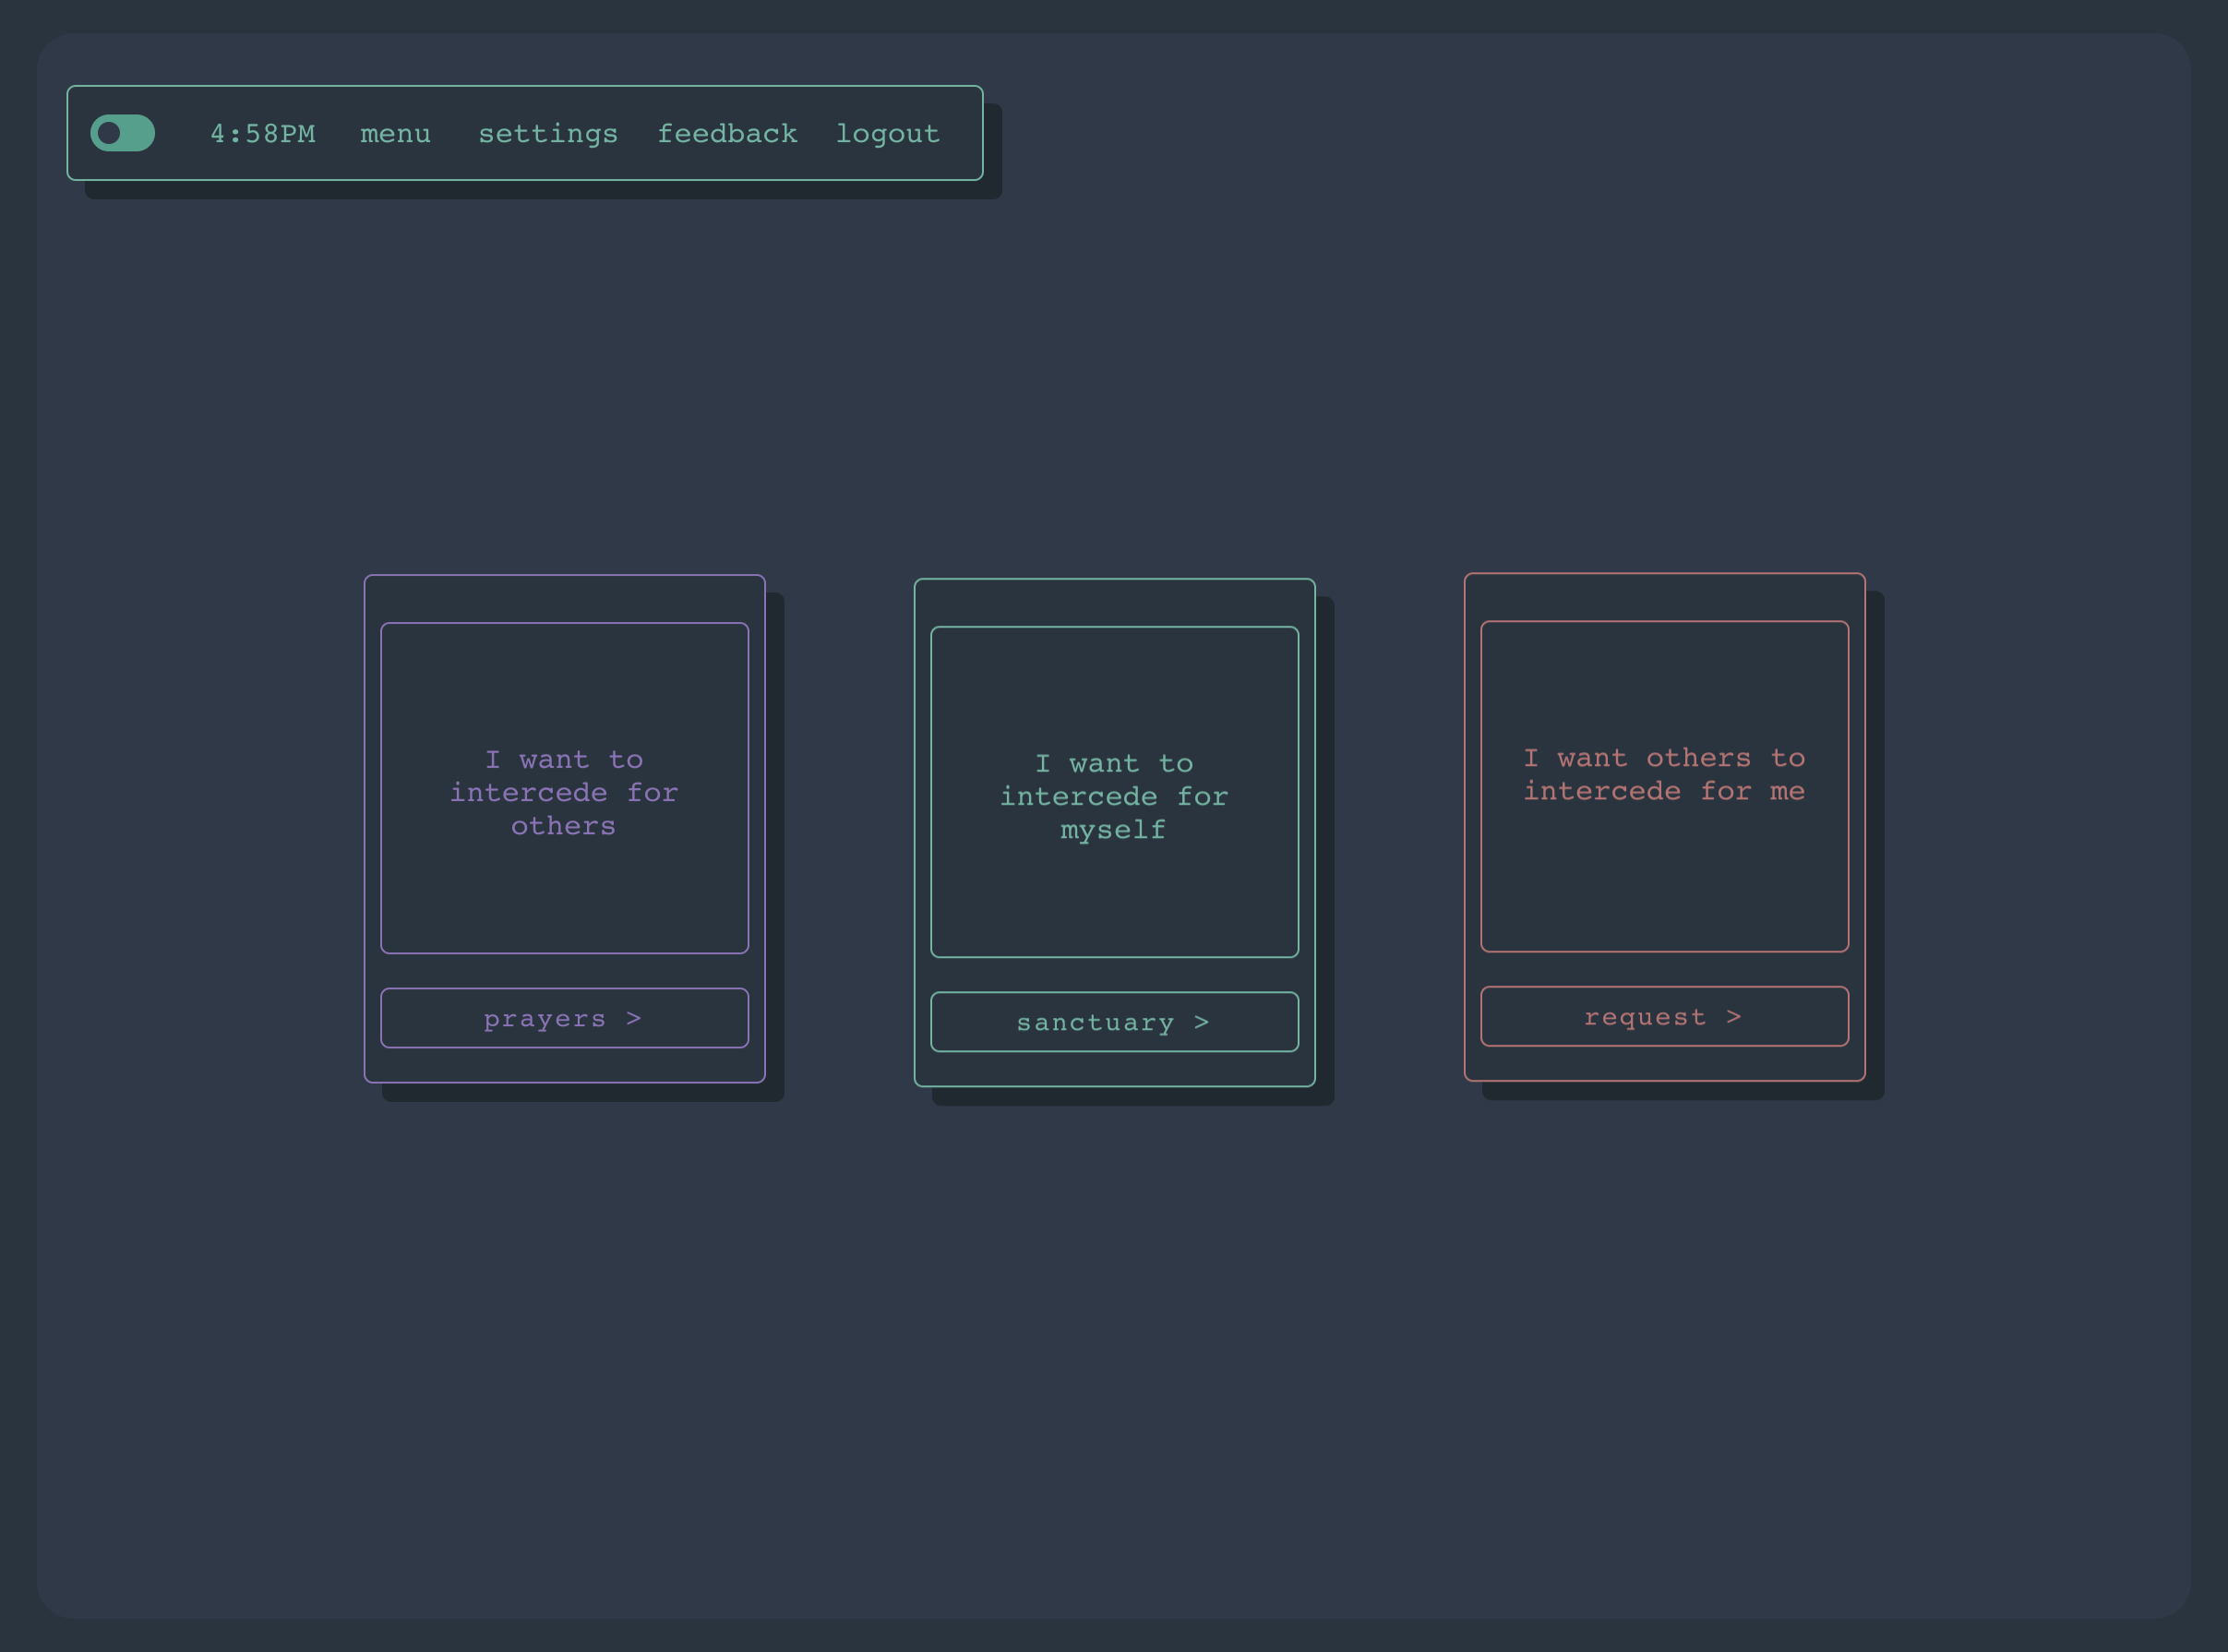 4:58PM menu settings feedback logout
I want to
intercede for
others
prayers >
I want to
intercede for
myself
sanctuary >
I want others to
intercede for me
request >